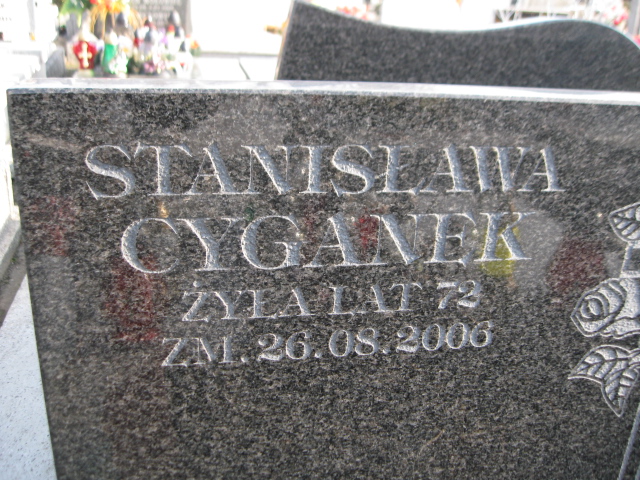 STANISŁAWA
CYGANEK
ŻYŁA LAT 72
ZM. 26.08.2006